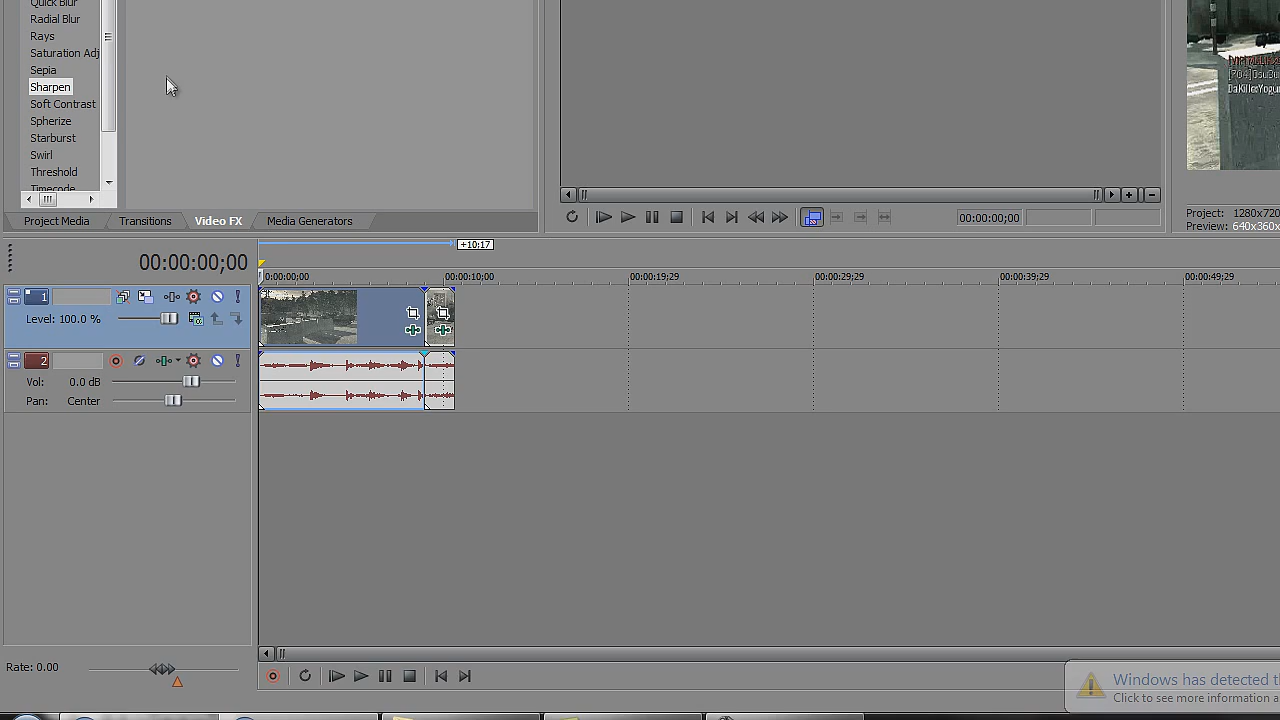 Quick Blur
Radial Blur
Rays
Saturation Adj
Sepia
Sharpen
Soft Contrast
Spherize
Starburst
Swirl
Threshold
Timecode
Project Media
Transitions
Video FX
Media Generators
00:00:00;00
Project: 1280x720
Preview: 640x360x
DaKilleeYogu
00:00:00;00
+10:17
0:00:00;00
00:00:10;00
00:00:19;29
00:00:29;29
00:00:39;29
00:00:49;29
1
Level: 100.0 %
2
Vol: 0.0 dB
Pan: Center
Rate: 0.00
Windows has detected th
Click to see more information a